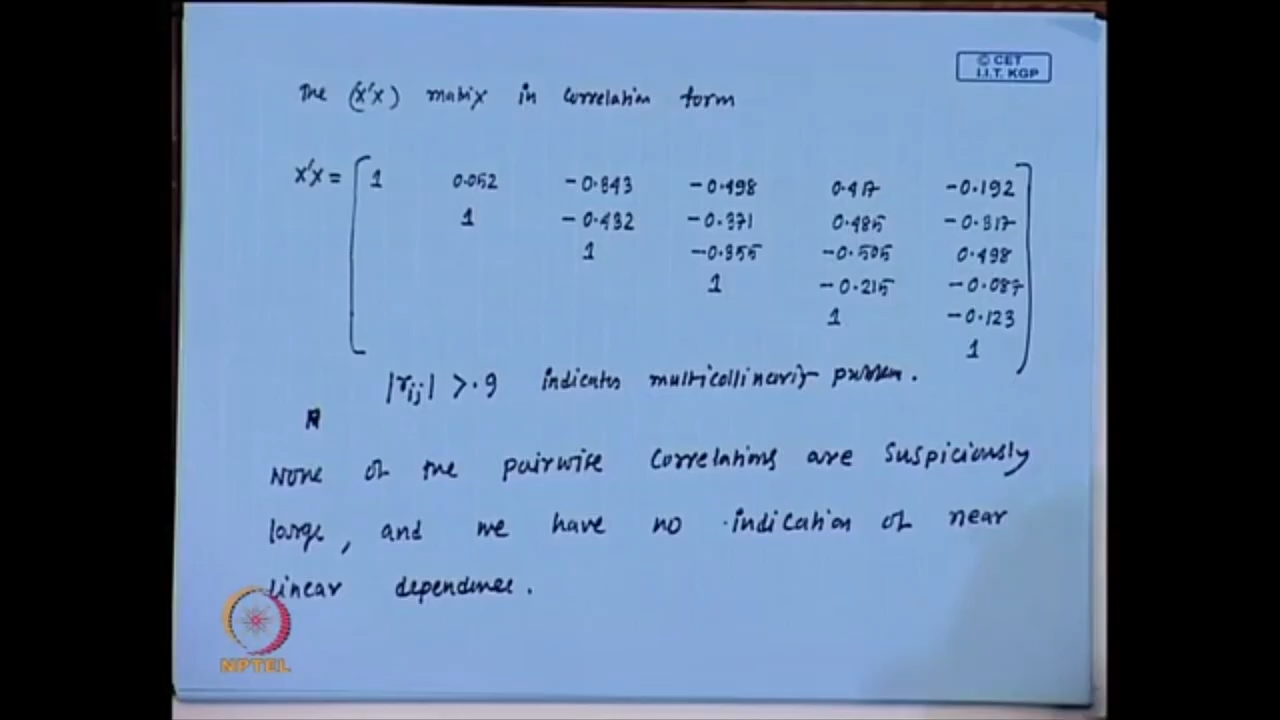 © CET
I.I.T. KGP
The (x'x) matrix in correlation form
x'x = [ 1 0.052 -0.343 -0.498 0.417 -0.192 ]
1 -0.432 -0.371 0.485 -0.317
1 -0.355 -0.505 0.498
1 -0.215 -0.087
1 -0.123
1
|rij| > .9 indicates multicollinearity problem.
None of the pairwise correlations are suspiciously
large, and we have no indication of near
linear dependence.
NPTEL